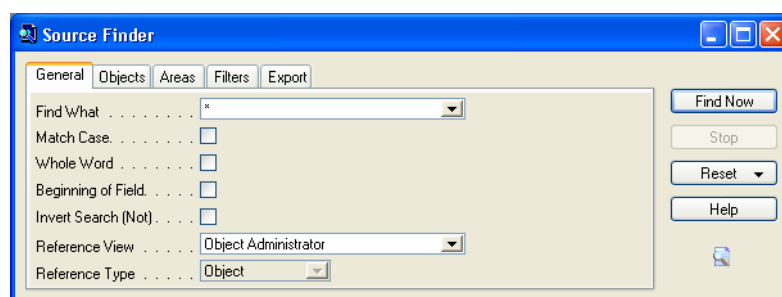 Source Finder
General Objects Areas Filters Export
Find What . . . . . . . . *
Match Case. . . . . . . .
Whole Word . . . . . . .
Beginning of Field. . . . .
Invert Search (Not) . . . .
Reference View . . . . . Object Administrator
Reference Type . . . . . Object
Find Now
Stop
Reset
Help